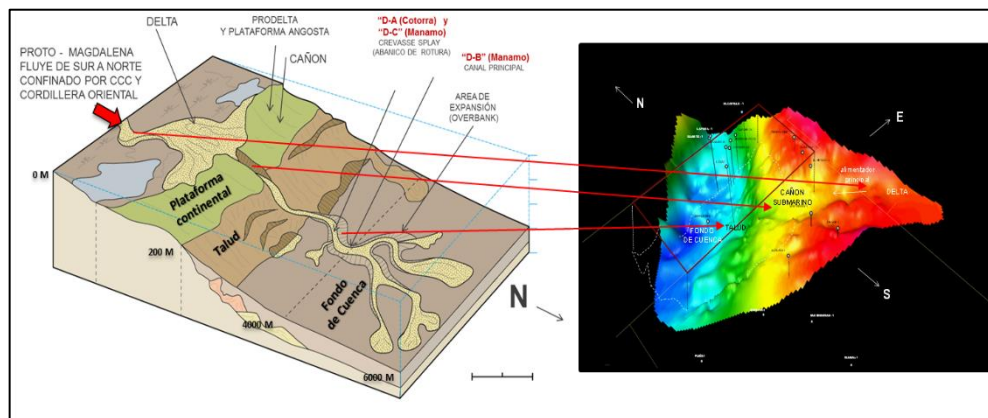 DELTA
PRODELTA
Y PLATAFORMA ANGOSTA
CAÑON
"D-A (Cotorra) y
"D-C" (Manamo)
CREVASSE SPLAY
(ABANICO DE ROTURA)
"D-B" (Manamo)
CANAL PRINCIPAL
PROTO - MAGDALENA
FLUYE DE SUR A NORTE
CONFINADO POR CCC Y
CORDILLERA ORIENTAL
AREA DE
EXPANSIÓN
(OVERBANK)
0 M
Plataforma
continental
200 M
Talud
4000 M
Fondo
de Cuenca
6000 M
N
N
E
S
alimentador
principal
DELTA
CAÑON
SUBMARINO
TALUD
FONDO
DE CUENCA